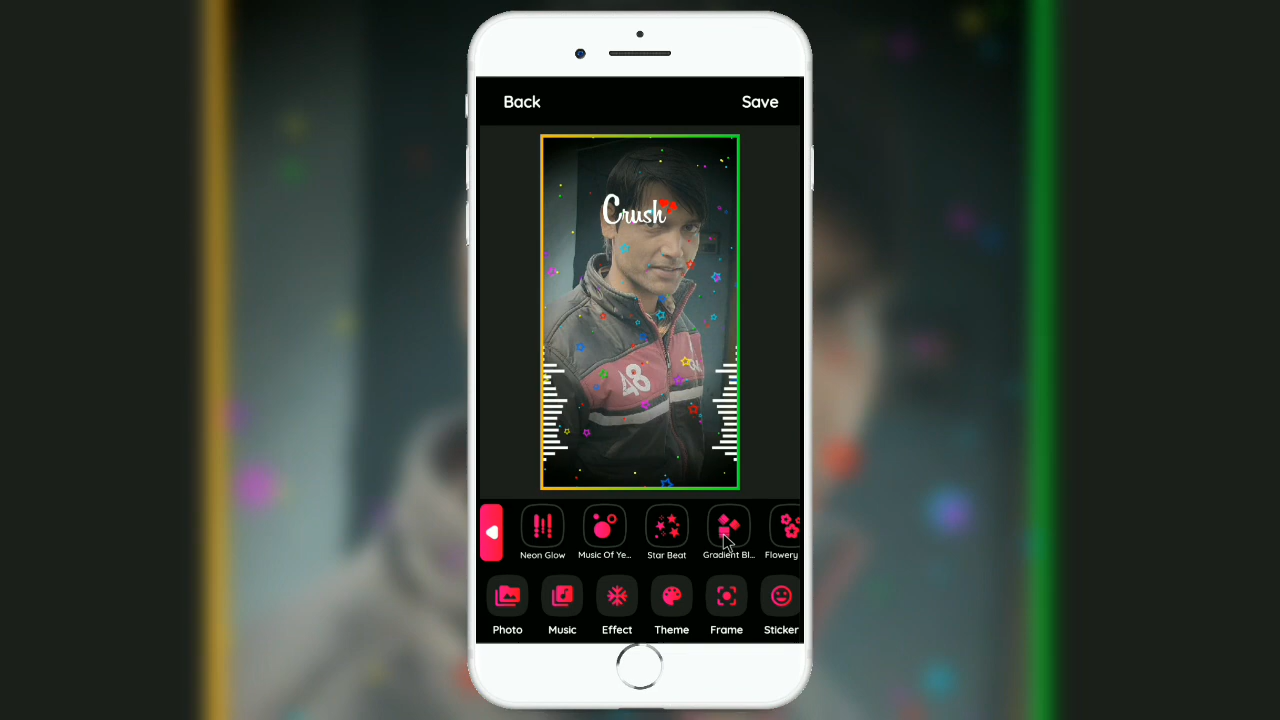 Back
Save
Crush
48
Neon Glow
Music Of Ye...
Star Beat
Gradient Bl...
Flowery
Photo
Music
Effect
Theme
Frame
Sticker